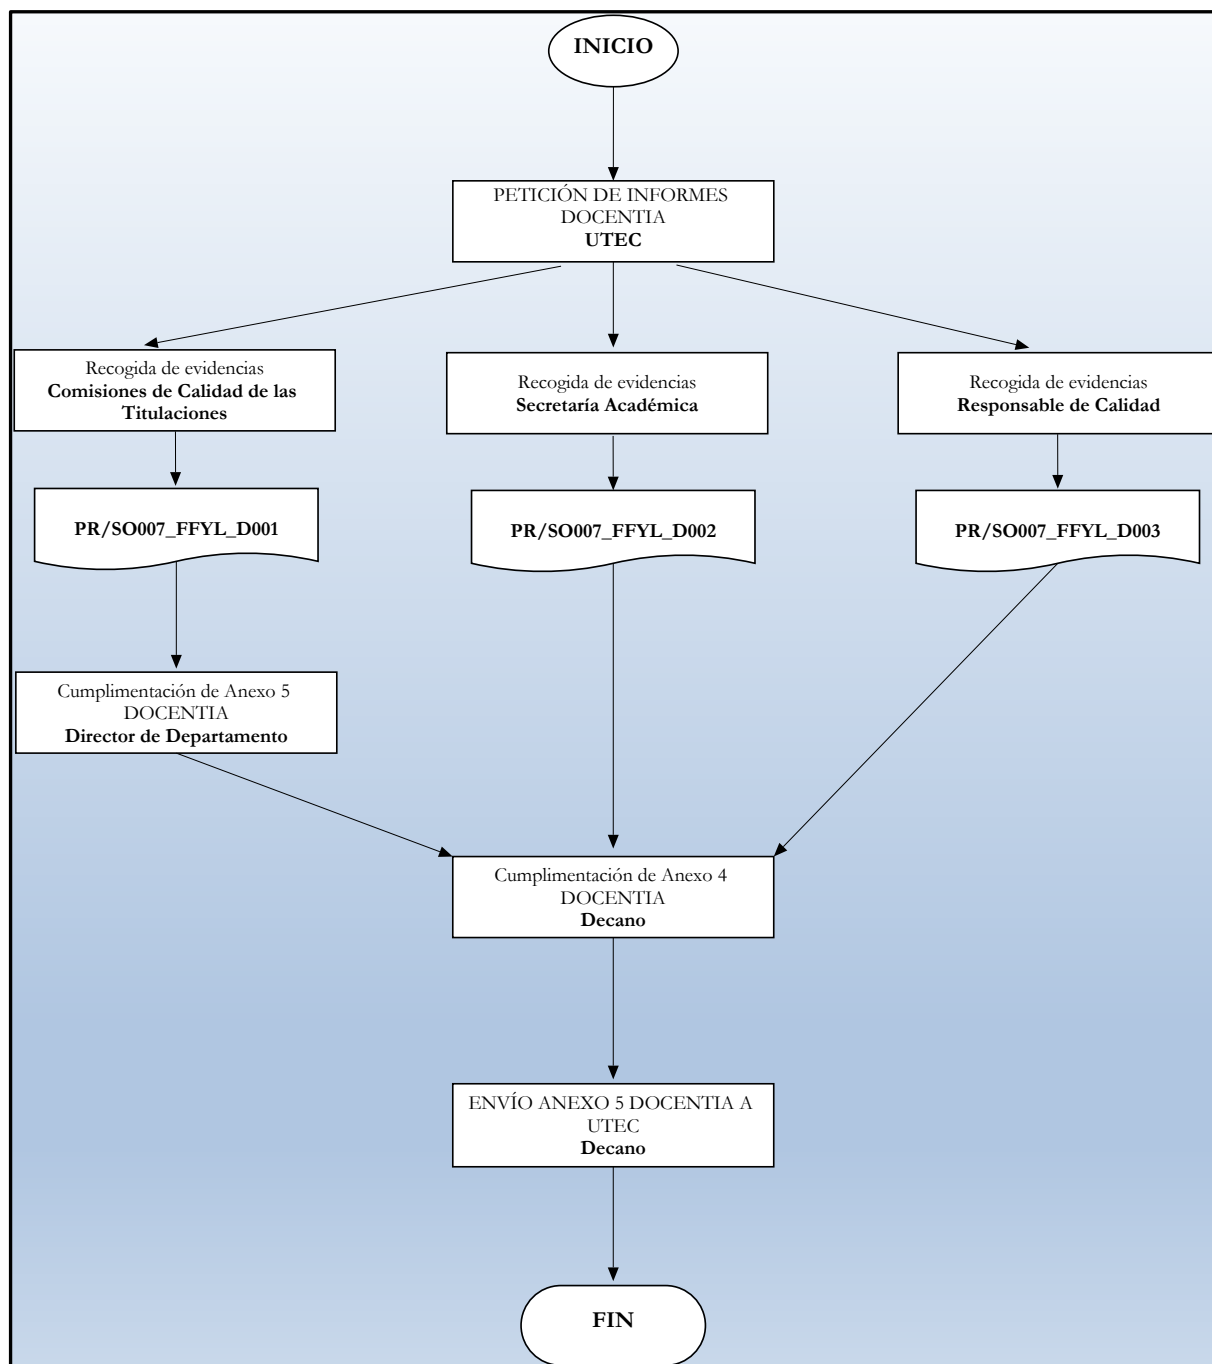 INICIO
PETICIÓN DE INFORMES
DOCENTIA
UTEC
Recogida de evidencias
Comisiones de Calidad de las
Titulaciones
Recogida de evidencias
Secretaría Académica
Recogida de evidencias
Responsable de Calidad
PR/SO007_FFYL_D001
PR/SO007_FFYL_D002
PR/SO007_FFYL_D003
Cumplimentación de Anexo 5
DOCENTIA
Director de Departamento
Cumplimentación de Anexo 4
DOCENTIA
Decano
ENVÍO ANEXO 5 DOCENTIA A
UTEC
Decano
FIN